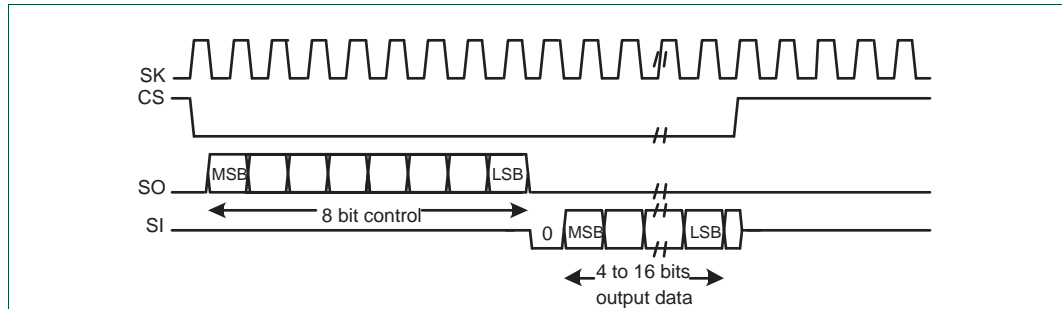 SK
CS
MSB LSB
SO
8 bit control
SI
0 MSB LSB
4 to 16 bits
output data